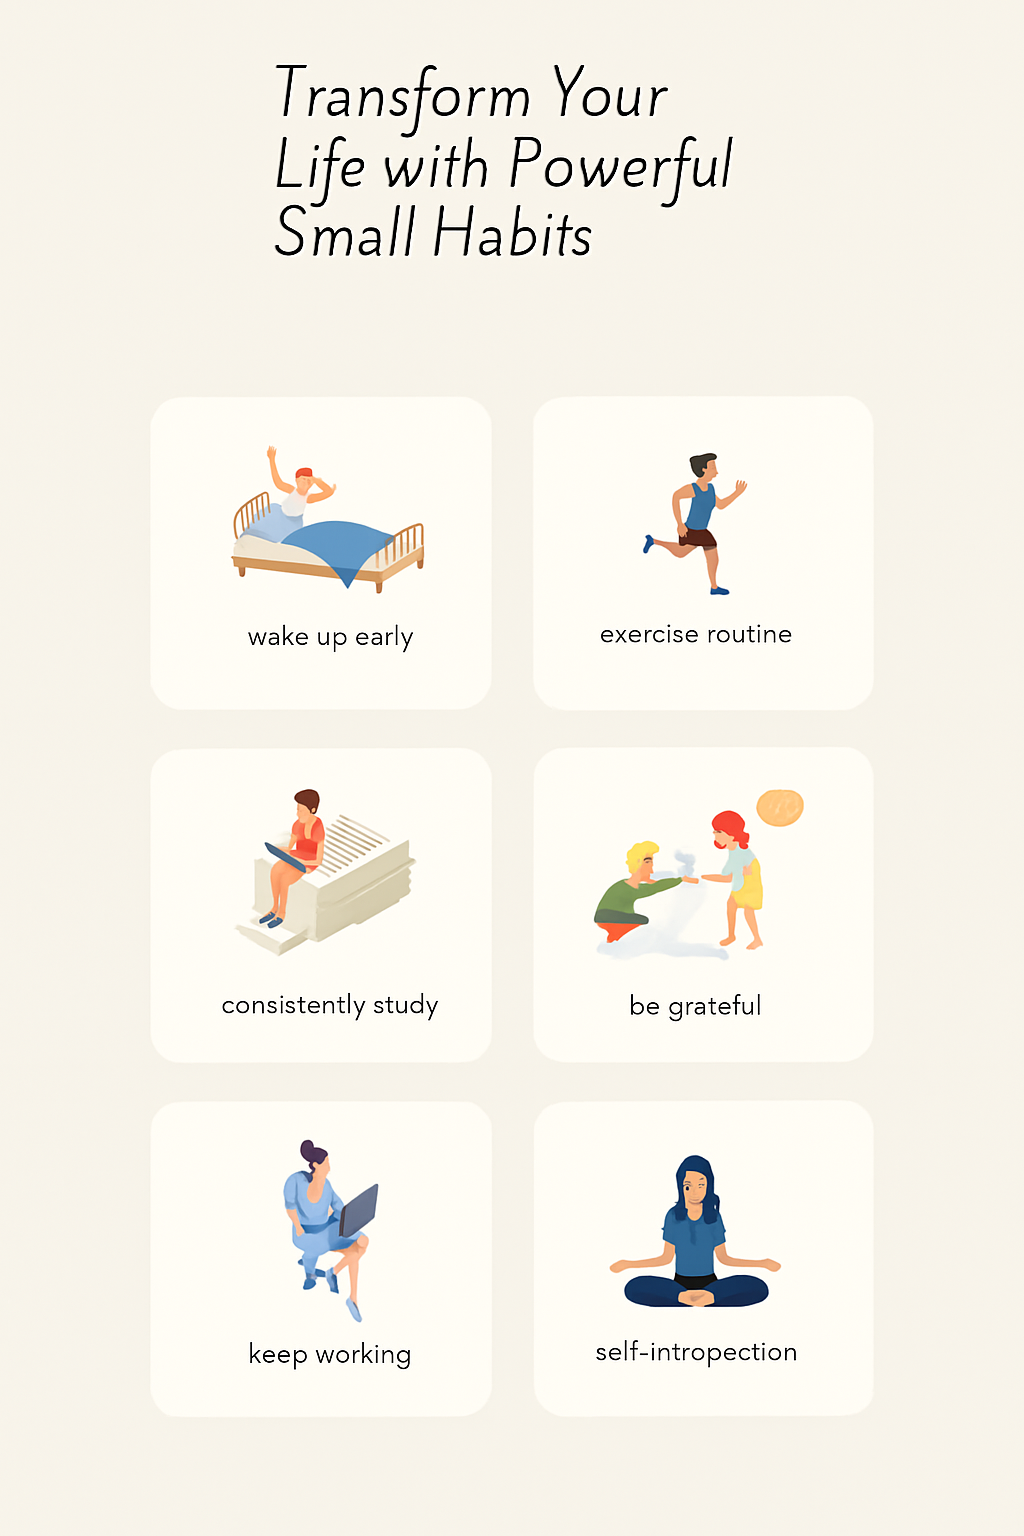 Transform Your
Life with Powerful
Small Habits
wake up early
exercise routine
consistently study
be grateful
keep working
self-intropection